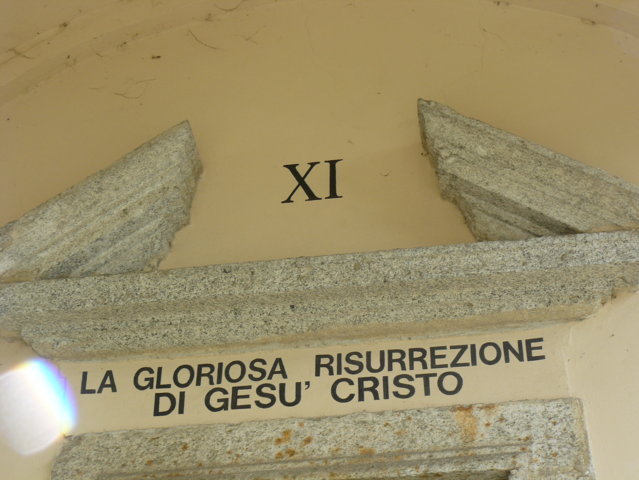 XI
LA GLORIOSA RISURREZIONE
DI GESU' CRISTO